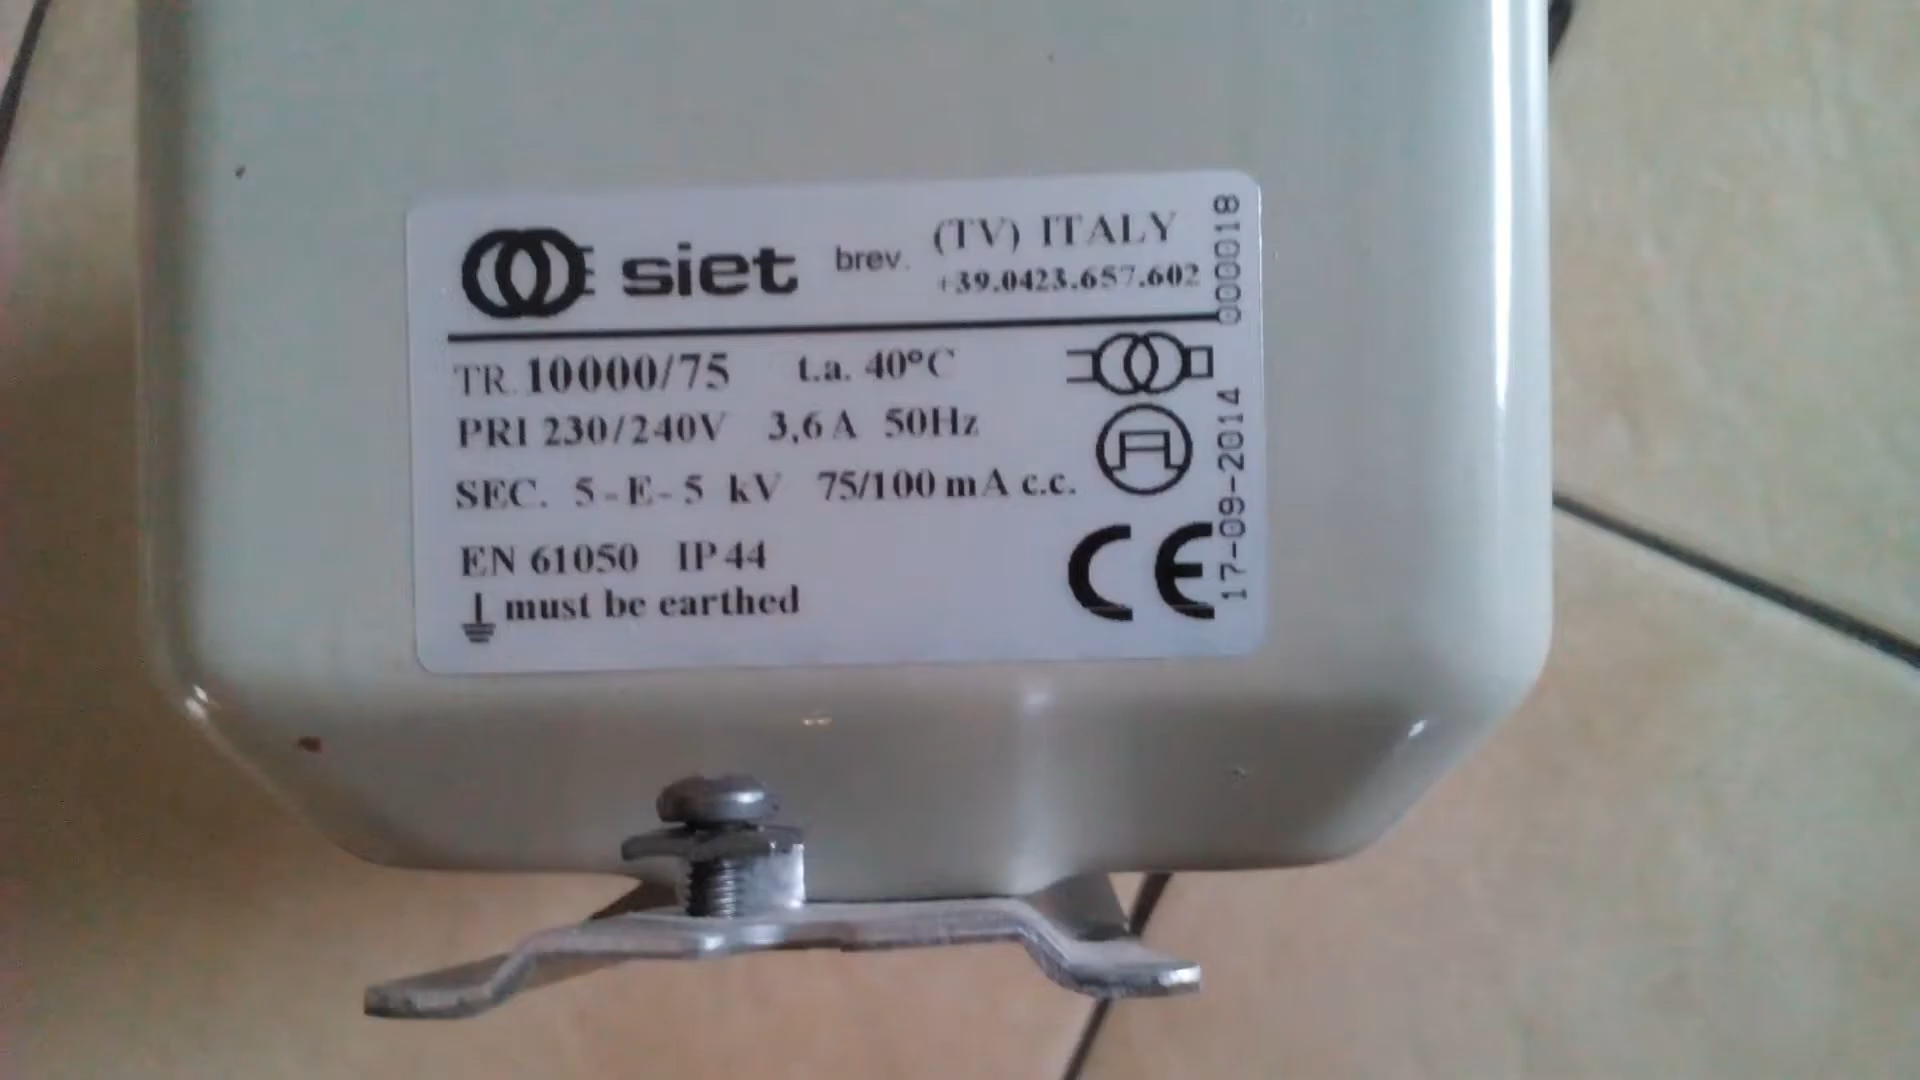 siet brev. (TV) ITALY
+39.0423.657.602
TR. 10000/75 t.a. 40°C
PRI 230/240V 3,6 A 50Hz
SEC. 5-E-5 kV 75/100 mA c.c.
EN 61050 IP 44
must be earthed
CE
17-09-2014 000018